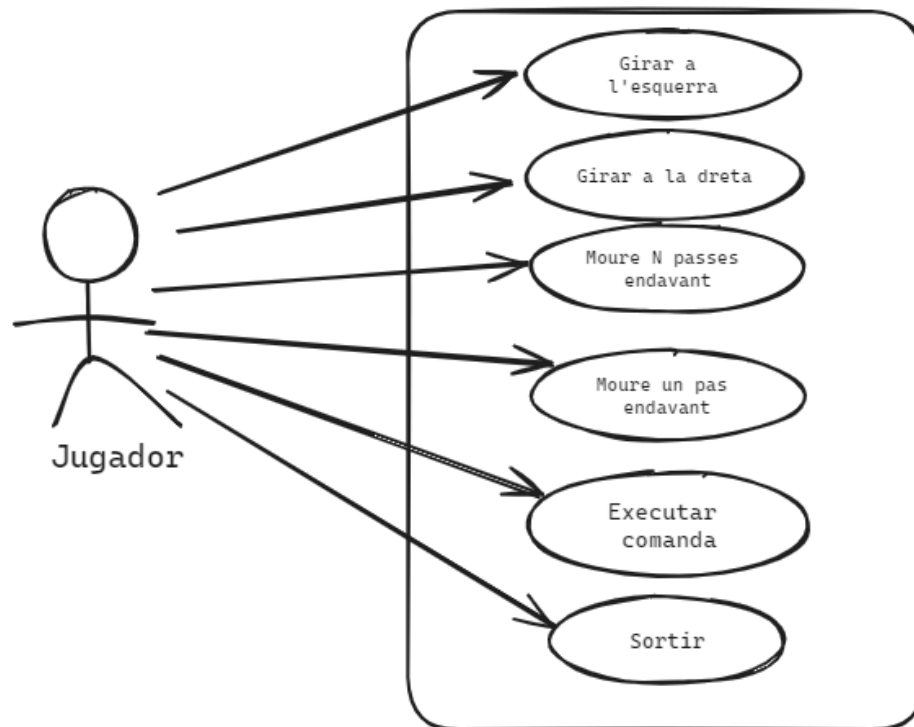 Girar a
l'esquerra
Girar a la dreta
Moure N passes
endavant
Moure un pas
endavant
Executar
comanda
Sortir
Jugador